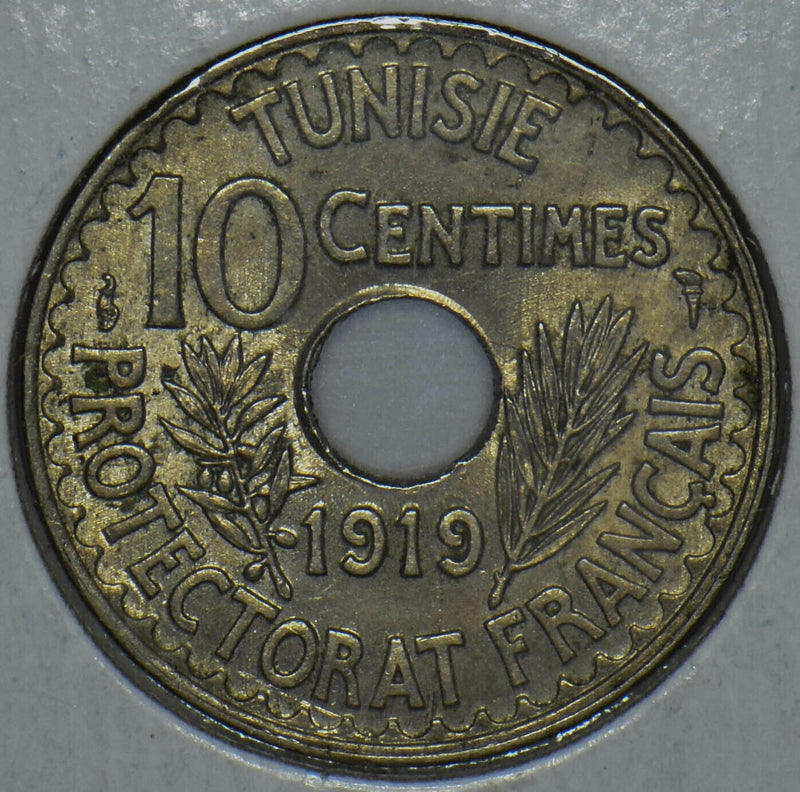 TUNISIE
10 CENTIMES
1919
PROTECTORAT FRANÇAIS